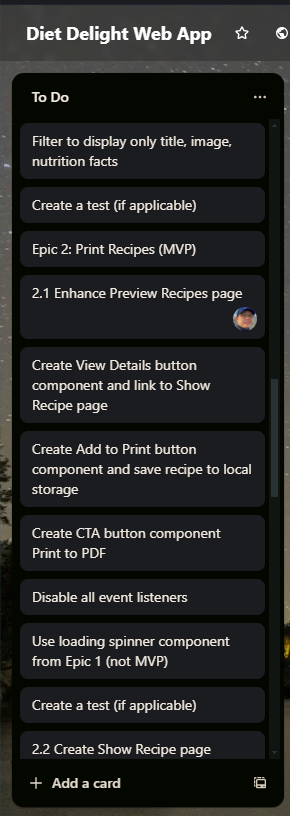 Diet Delight Web App
To Do
Filter to display only title, image,
nutrition facts
Create a test (if applicable)
Epic 2: Print Recipes (MVP)
2.1 Enhance Preview Recipes page
Create View Details button
component and link to Show
Recipe page
Create Add to Print button
component and save recipe to local
storage
Create CTA button component
Print to PDF
Disable all event listeners
Use loading spinner component
from Epic 1 (not MVP)
Create a test (if applicable)
2.2 Create Show Recipe page
Add a card